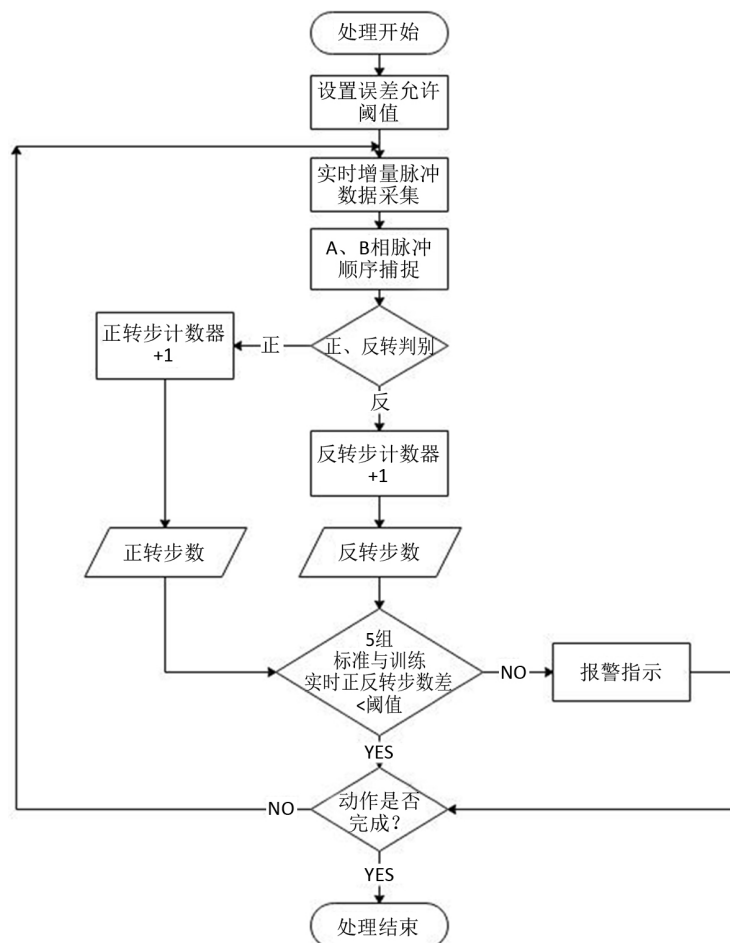 处理开始
设置误差允许
阈值
实时增量脉冲
数据采集
A、B相脉冲
顺序捕捉
正转步计数器
+1
正
正、反转判别
反
反转步计数器
+1
正转步数
反转步数
5组
标准与训练
实时正反转步数差
<阈值
NO
报警指示
YES
NO
动作是否
完成?
YES
处理结束